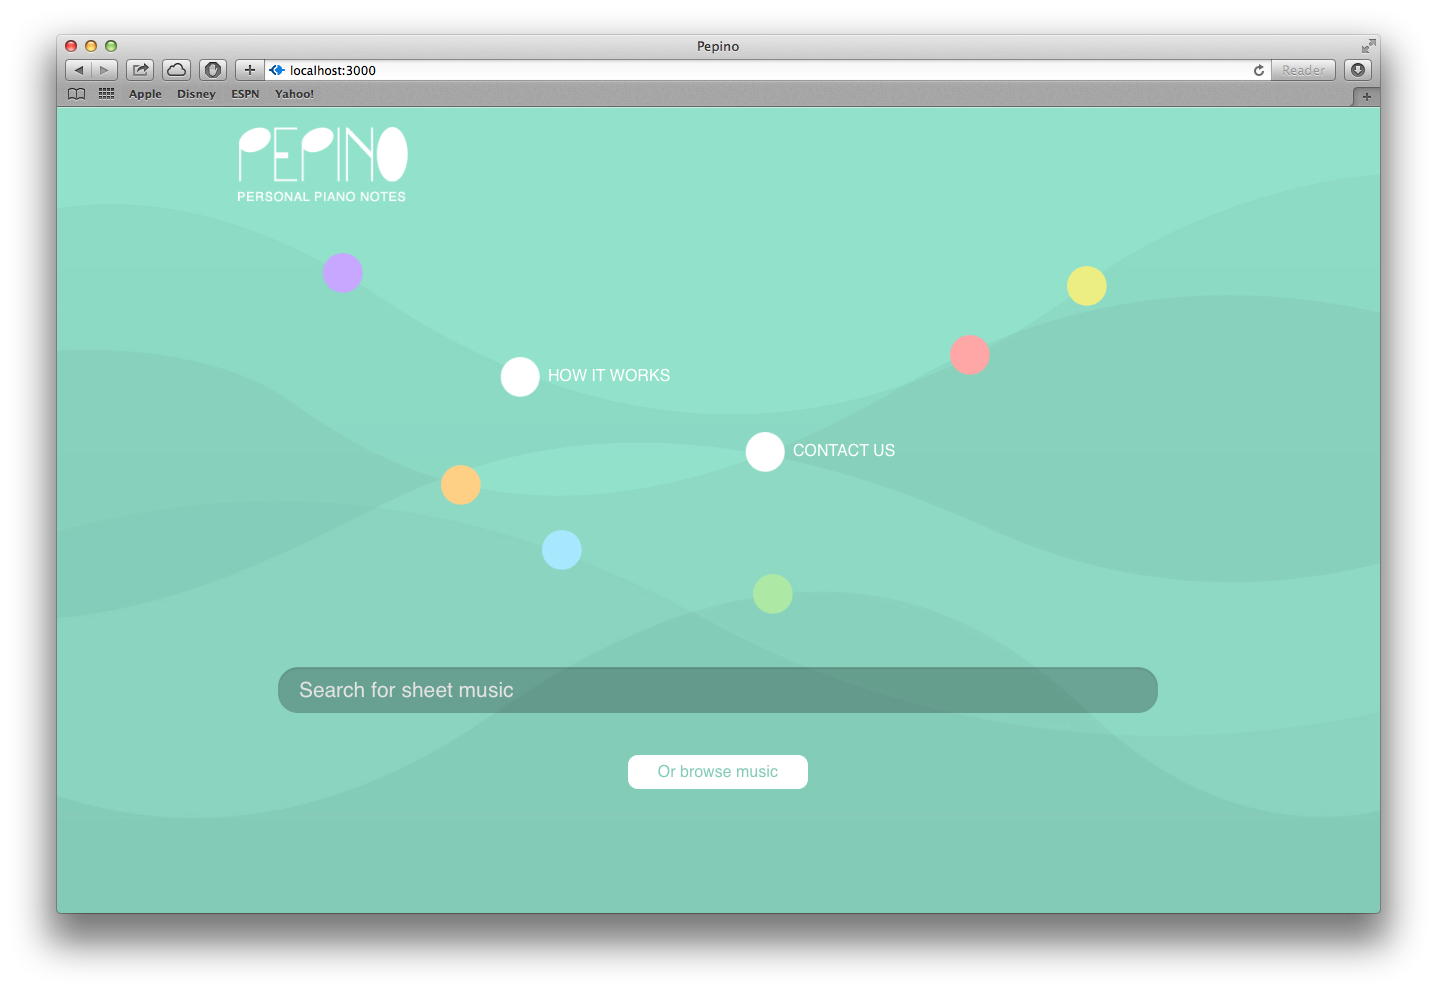 Pepino
localhost:3000
Reader
Apple Disney ESPN Yahoo!
PEPINO
PERSONAL PIANO NOTES
HOW IT WORKS
CONTACT US
Search for sheet music
Or browse music